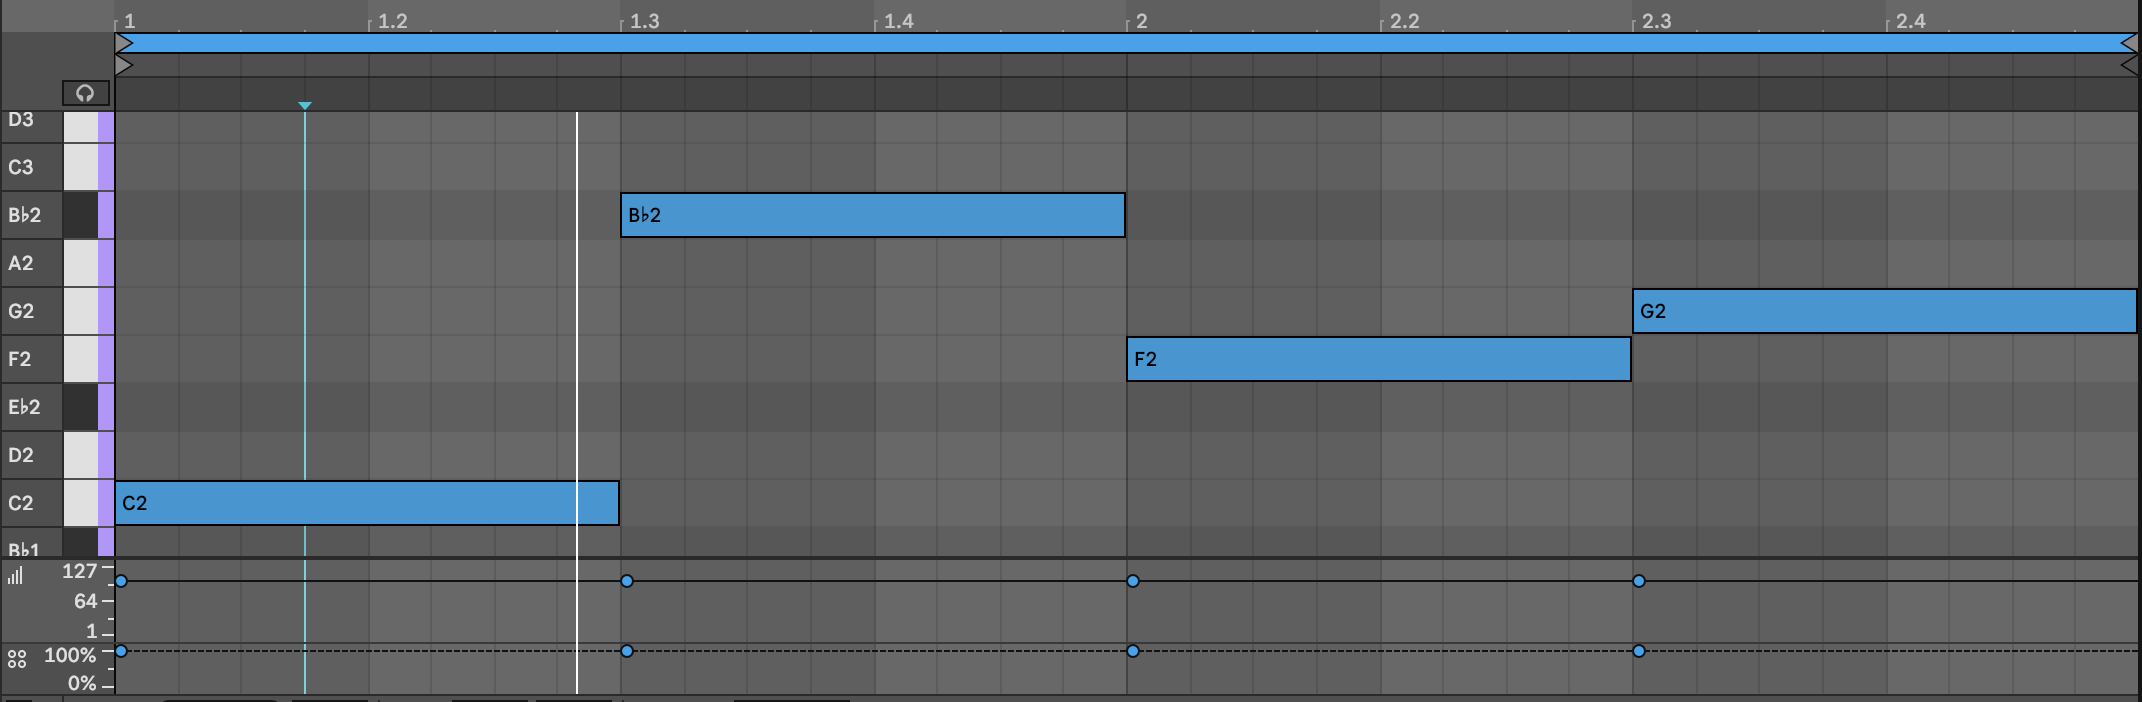 1 1.2 1.3 1.4 2 2.2 2.3 2.4
D3
C3
B♭2 B♭2
A2
G2 G2
F2 F2
E♭2
D2
C2 C2
B♭1
127
64
1
100%
0%